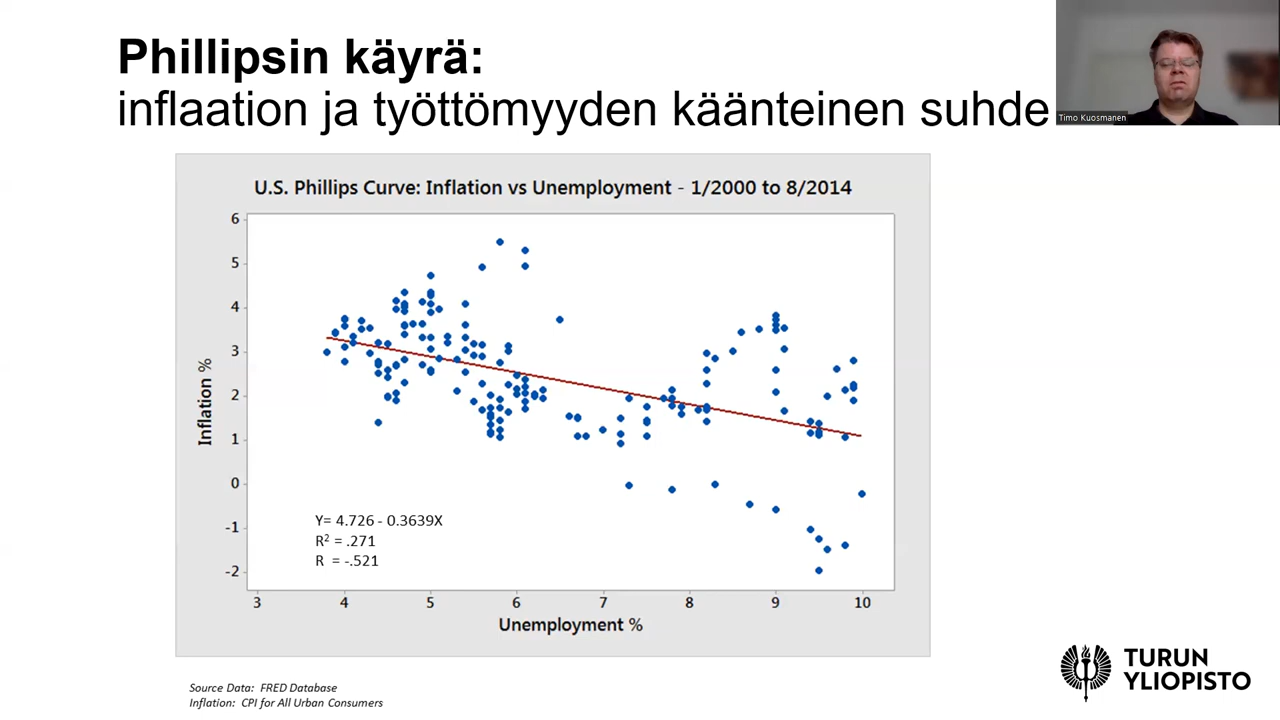 Phillipsin käyrä:
inflaation ja työttömyyden käänteinen suhde
Timo Kuosmanen
U.S. Phillips Curve: Inflation vs Unemployment - 1/2000 to 8/2014
Inflation %
6
5
4
3
2
1
0
-1
-2
Y= 4.726 - 0.3639X
R² = .271
R = -.521
3 4 5 6 7 8 9 10
Unemployment %
Source Data: FRED Database
Inflation: CPI for All Urban Consumers
TURUN
YLIOPISTO